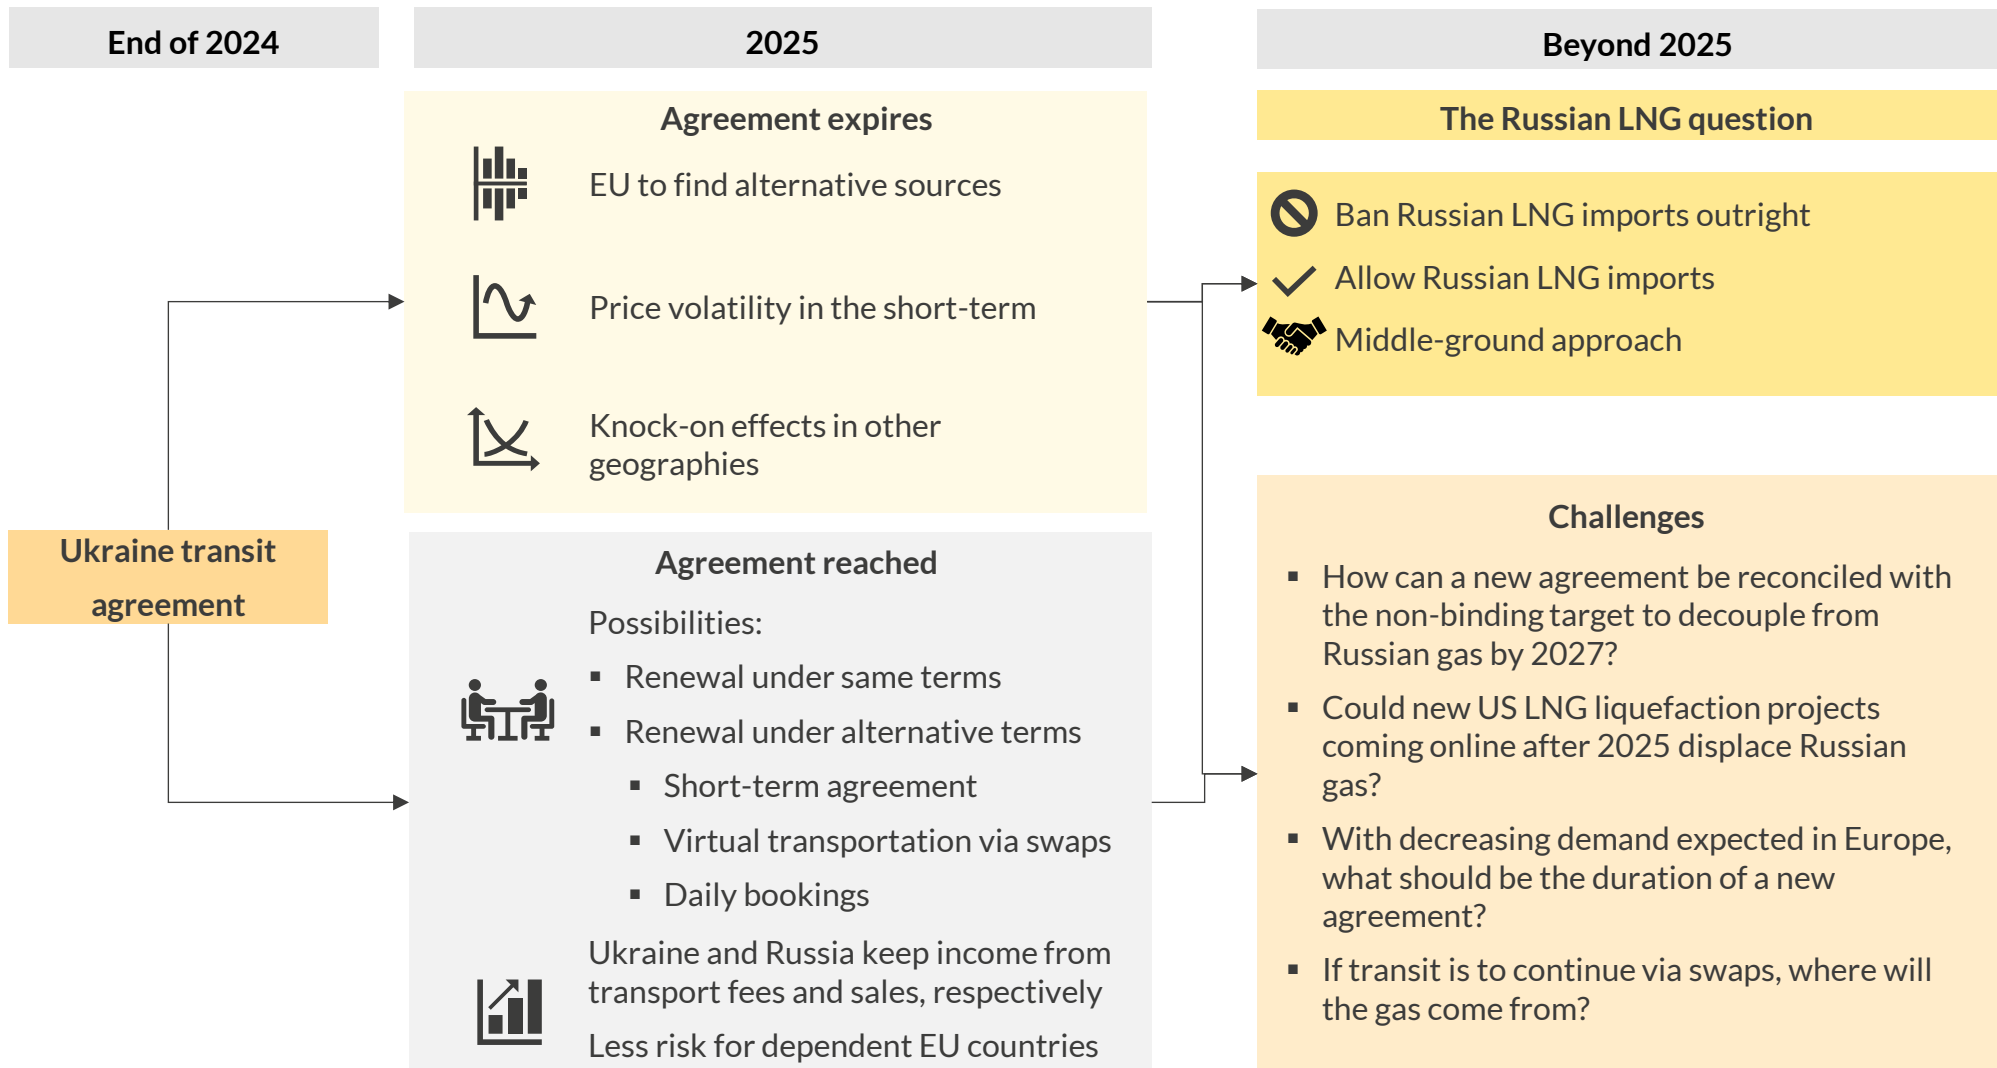 End of 2024
2025
Beyond 2025
Ukraine transit
agreement
Agreement expires
EU to find alternative sources
Price volatility in the short-term
Knock-on effects in other
geographies
Agreement reached
Possibilities:
▪ Renewal under same terms
▪ Renewal under alternative terms
▪ Short-term agreement
▪ Virtual transportation via swaps
▪ Daily bookings
Ukraine and Russia keep income from
transport fees and sales, respectively
Less risk for dependent EU countries
The Russian LNG question
Ban Russian LNG imports outright
Allow Russian LNG imports
Middle-ground approach
Challenges
▪ How can a new agreement be reconciled with
the non-binding target to decouple from
Russian gas by 2027?
▪ Could new US LNG liquefaction projects
coming online after 2025 displace Russian
gas?
▪ With decreasing demand expected in Europe,
what should be the duration of a new
agreement?
▪ If transit is to continue via swaps, where will
the gas come from?